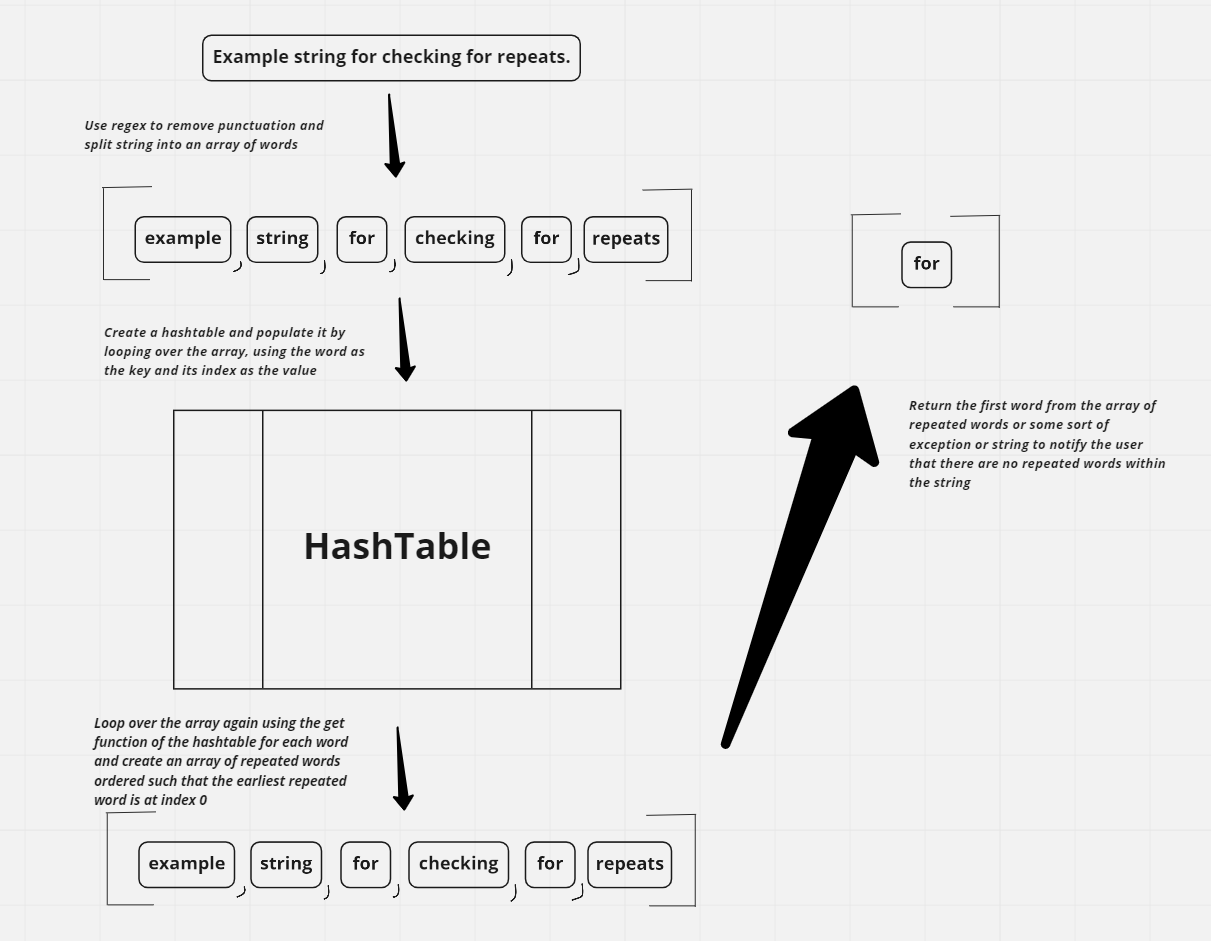 Example string for checking for repeats.
Use regex to remove punctuation and
split string into an array of words
example , string , for , checking , for , repeats
for
Create a hashtable and populate it by
looping over the array, using the word as
the key and its index as the value
HashTable
Return the first word from the array of
repeated words or some sort of
exception or string to notify the user
that there are no repeated words within
the string
Loop over the array again using the get
function of the hashtable for each word
and create an array of repeated words
ordered such that the earliest repeated
word is at index 0
example , string , for , checking , for , repeats